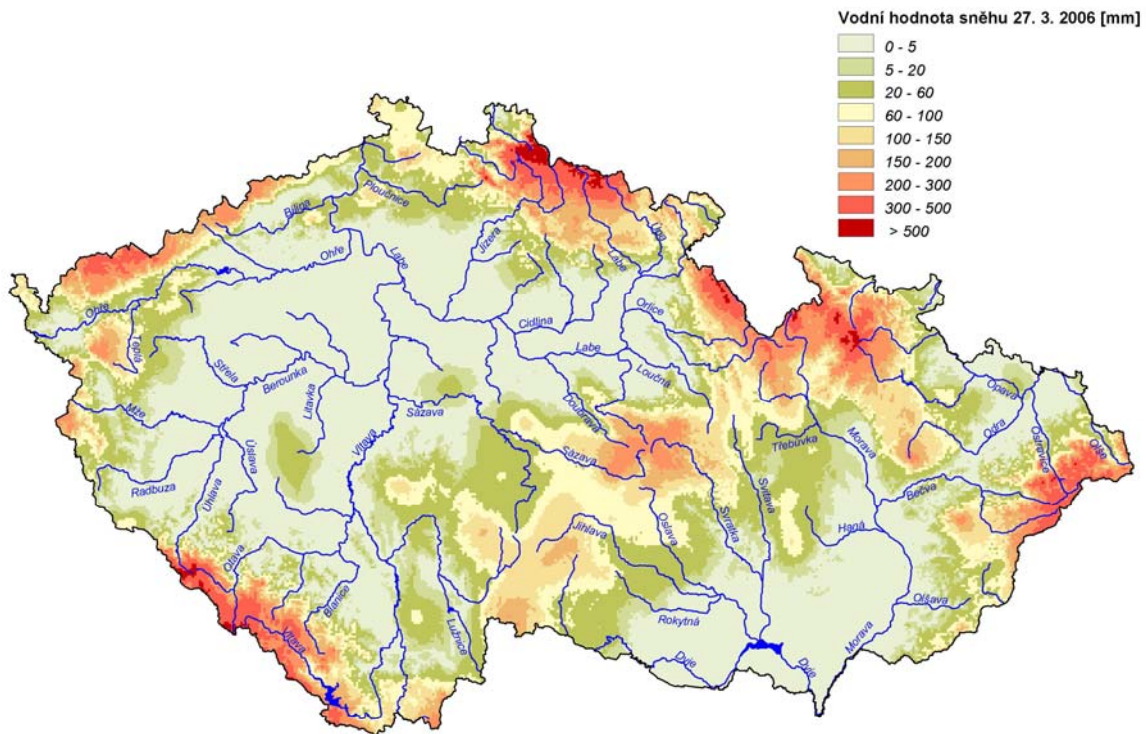 Vodní hodnota sněhu 27. 3. 2006 [mm]
0 - 5
5 - 20
20 - 60
60 - 100
100 - 150
150 - 200
200 - 300
300 - 500
> 500
Ploučnice
Bílina
Ohře
Labe
Jizera
Labe
Úpa
Ohře
Teplá
Cidlina
Orlice
Labe
Loučná
Střela
Berounka
Litavka
Sázava
Doubrava
Mže
Úslava
Vltava
Sázava
Třebůvka
Morava
Opava
Odra
Ostravice
Olše
Radbuza
Úhlava
Svitava
Svratka
Bečva
Oslava
Jihlava
Haná
Otava
Blanice
Lužnice
Rokytná
Olšava
Vltava
Dyje
Dyje
Morava